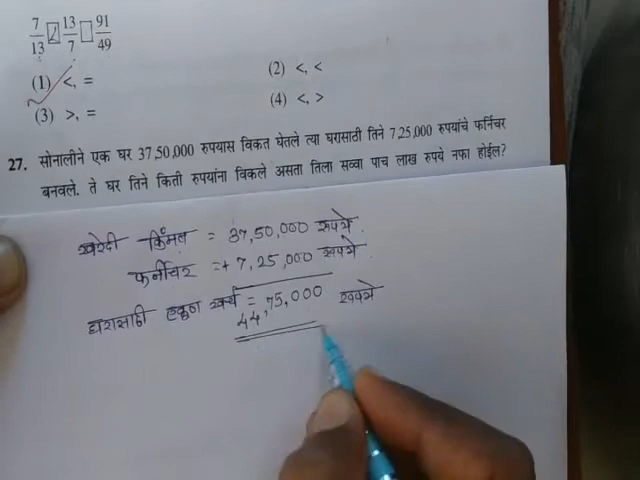 7/13 < 13/7 □ 91/49
(1) <, =
(2) <, <
(3) >, =
(4) <, >
27. सोनालीने एक घर 37,50,000 रुपयास विकत घेतले त्या घरासाठी तिने 7,25,000 रुपयांचे फर्निचर
बनवले. ते घर तिने किती रुपयांना विकले असता तिला सव्वा पाच लाख रुपये नफा होईल?
खरेदी किंमत = 37,50,000 रुपये.
फर्नीचर = + 7,25,000 रुपये.
घरासाठी एकूण खर्च = 44,75,000 रुपये